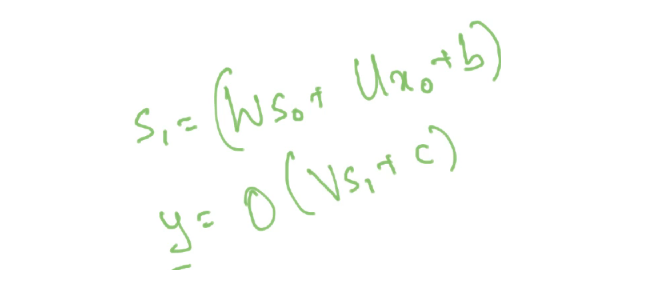 S₁ = (WS₀ + Ux₀ + b)
y = O(VS₁ + c)